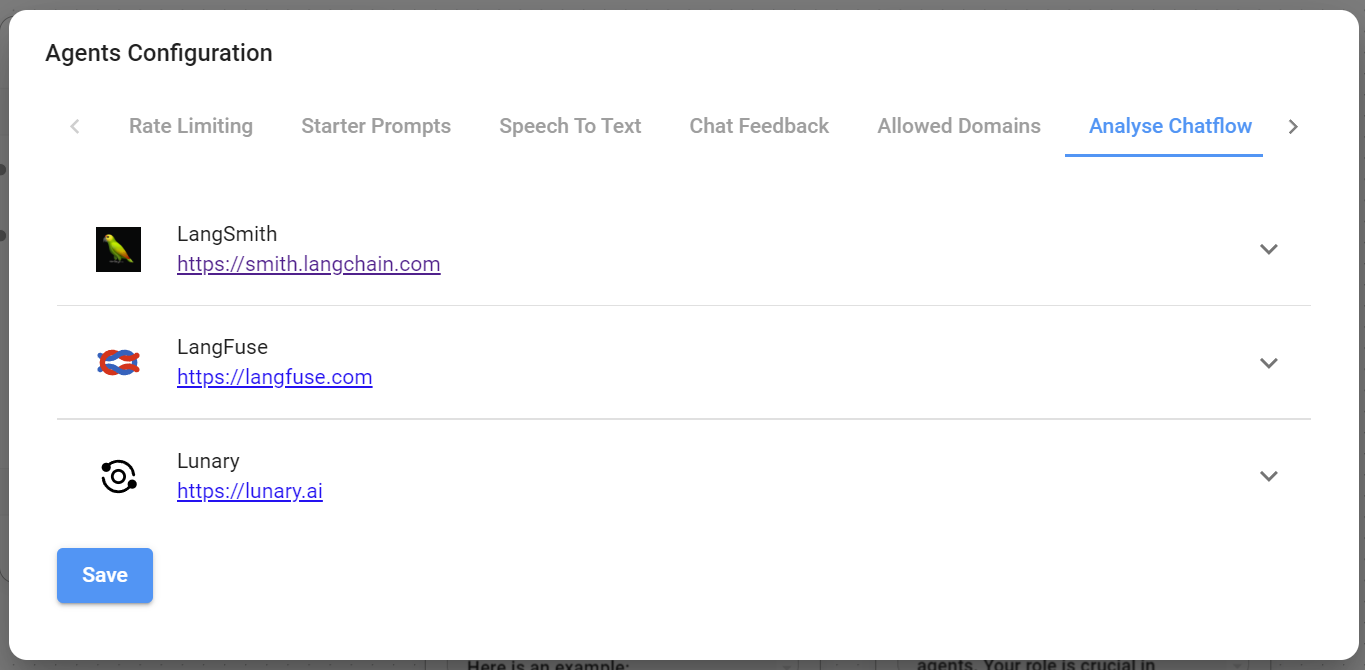 Agents Configuration
Rate Limiting Starter Prompts Speech To Text Chat Feedback Allowed Domains Analyse Chatflow
LangSmith
https://smith.langchain.com
LangFuse
https://langfuse.com
Lunary
https://lunary.ai
Save
Here is an example: agents. Your role is crucial in